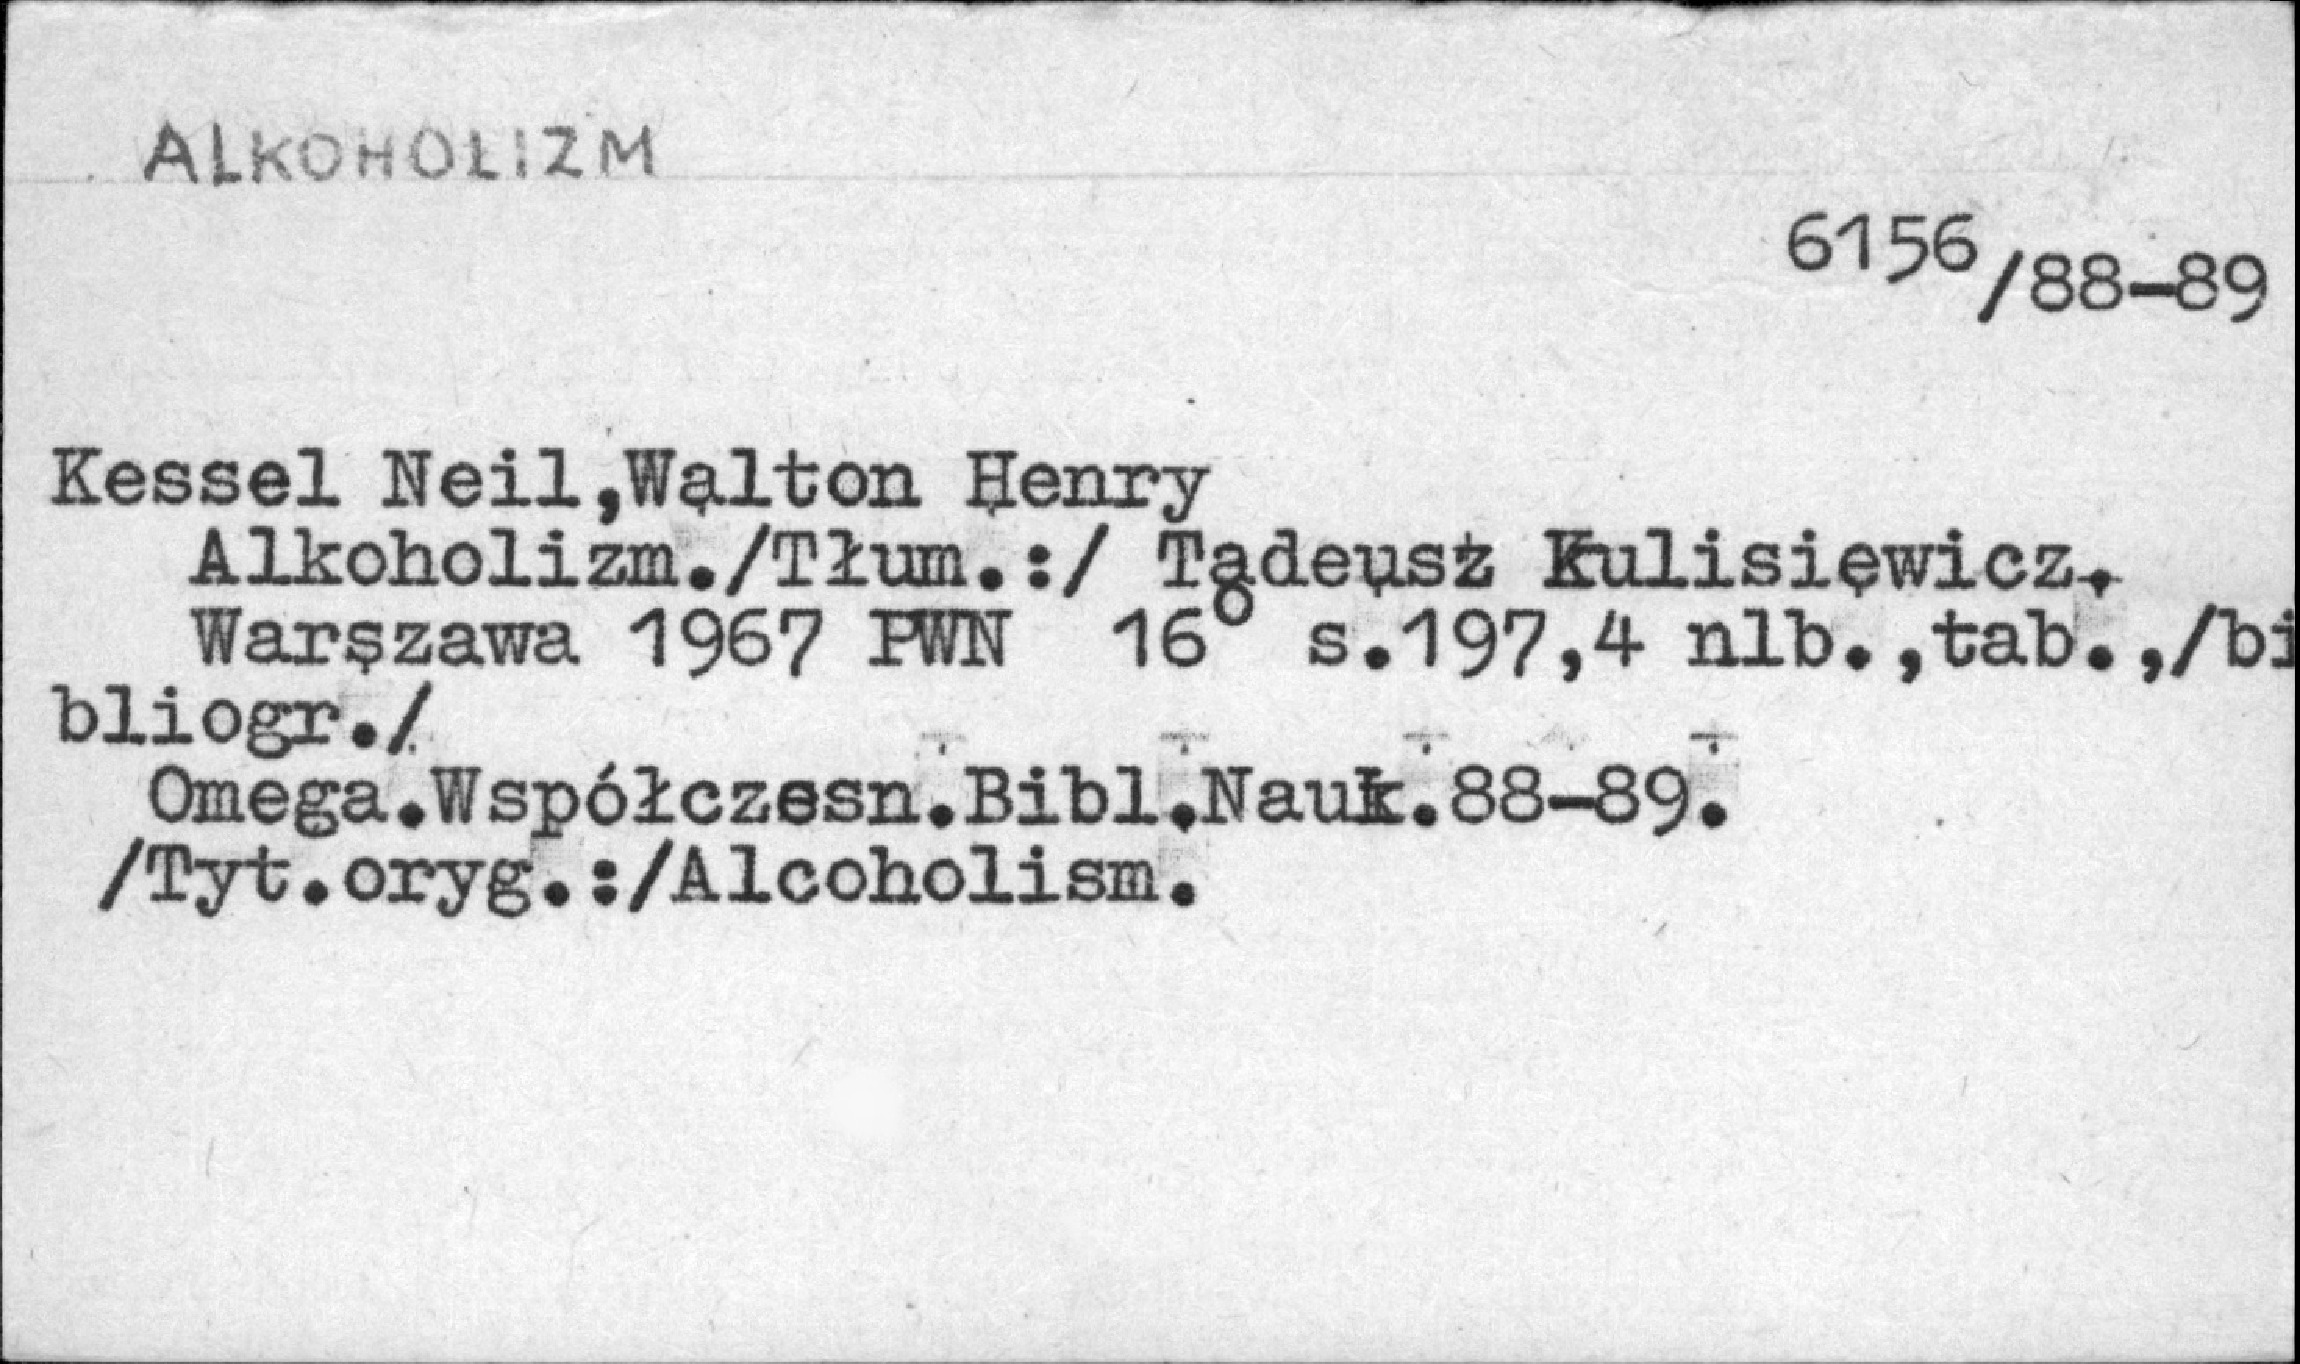 ALKOHOLIZM
6156/88-89
Kessel Neil,Walton Henry
Alkoholizm./Tłum.:/ Tadeusz Kulisiewicz.
Warszawa 1967 PWN 16° s.197,4 nlb.,tab.,/bi
bliogr./
Omega.Współczesn.Bibl.Nauk.88-89.
/Tyt.oryg.:/Alcoholism.